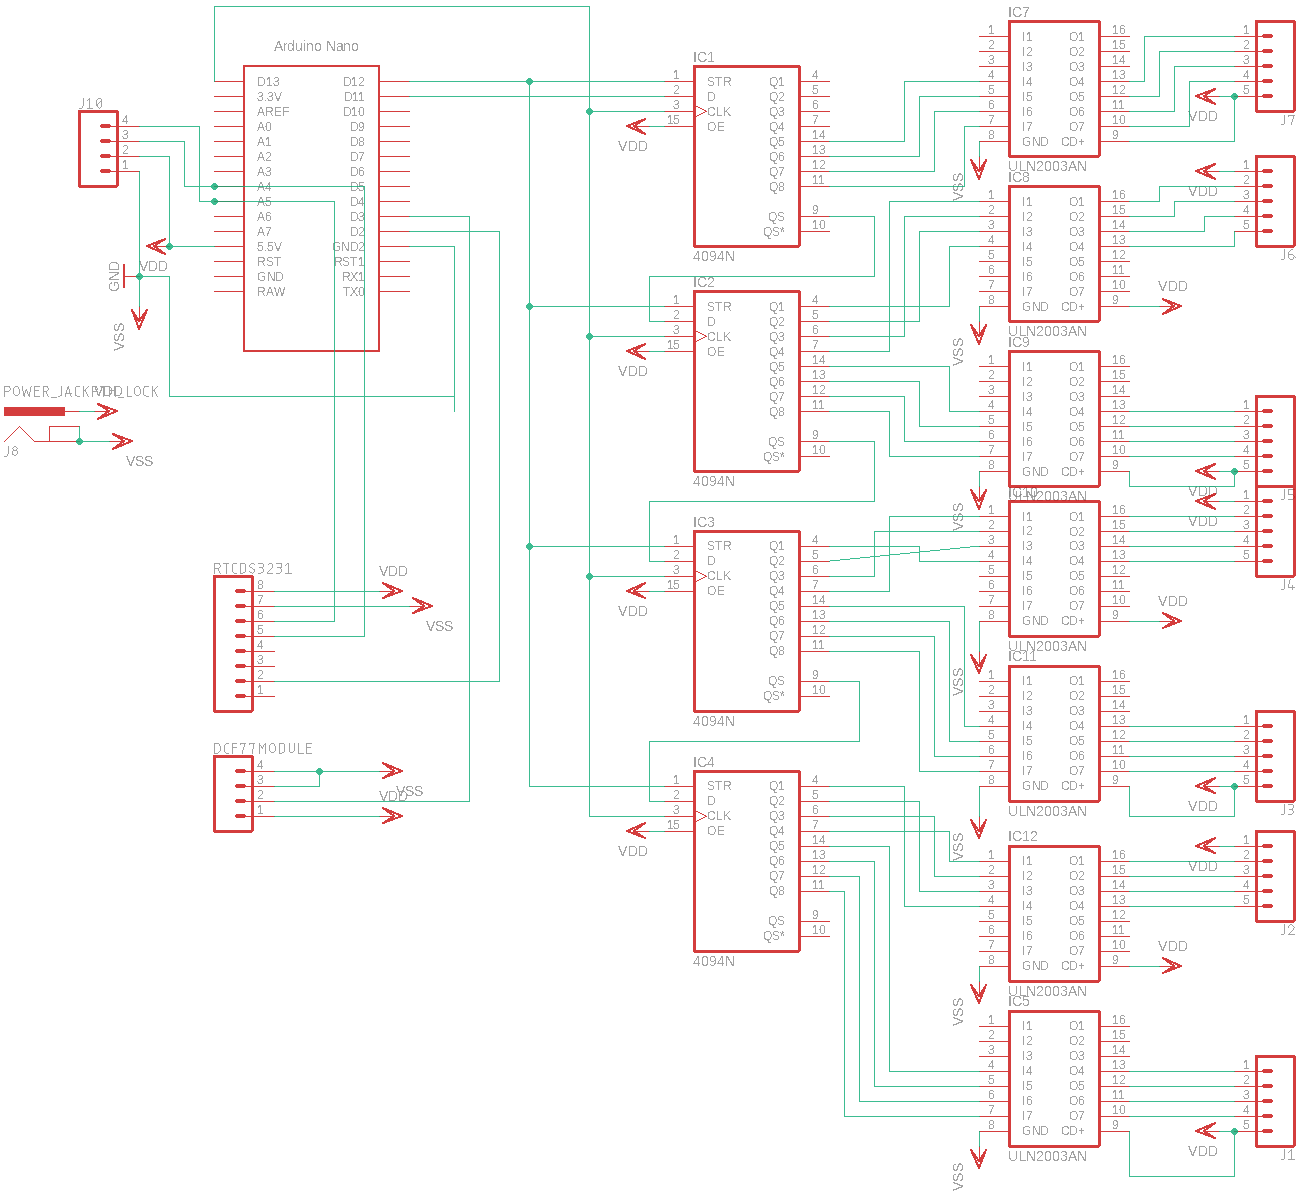 Arduino Nano
D13 D12
3.3V D11
AREF D10
A0 D9
A1 D8
A2 D7
A3 D6
A4 D5
A5 D4
A6 D3
A7 D2
5.5V GND2
RST RST1
GND RX1
RAW TX0
J10
4
3
2
1
VDD
GND
VSS
POWER_JACKPTH_LOCK
VDD
J8
VSS
RTCDS3231
8
7
6
5
4
3
2
1
VDD
VSS
DCF77MODULE
4
3
2
1
VSS
VDD
IC1
1 STR Q1 4
2 D Q2 5
3 CLK Q3 6
15 OE Q4 7
Q5 14
Q6 13
Q7 12
Q8 11
QS 9
QS* 10
4094N
VDD
IC2
1 STR Q1 4
2 D Q2 5
3 CLK Q3 6
15 OE Q4 7
Q5 14
Q6 13
Q7 12
Q8 11
QS 9
QS* 10
4094N
VDD
IC3
1 STR Q1 4
2 D Q2 5
3 CLK Q3 6
15 OE Q4 7
Q5 14
Q6 13
Q7 12
Q8 11
QS 9
QS* 10
4094N
VDD
IC4
1 STR Q1 4
2 D Q2 5
3 CLK Q3 6
15 OE Q4 7
Q5 14
Q6 13
Q7 12
Q8 11
QS 9
QS* 10
4094N
VDD
IC7
1 I1 O1 16
2 I2 O2 15
3 I3 O3 14
4 I4 O4 13
5 I5 O5 12
6 I6 O6 11
7 I7 O7 10
8 GND CD+ 9
ULN2003AN
VSS
1
2
3
4
5
VDD
J7
IC8
1 I1 O1 16
2 I2 O2 15
3 I3 O3 14
4 I4 O4 13
5 I5 O5 12
6 I6 O6 11
7 I7 O7 10
8 GND CD+ 9
ULN2003AN
VSS
VDD
1
2
3
4
5
VDD
J6
IC9
1 I1 O1 16
2 I2 O2 15
3 I3 O3 14
4 I4 O4 13
5 I5 O5 12
6 I6 O6 11
7 I7 O7 10
8 GND CD+ 9
ULN2003AN
VSS
1
2
3
4
5
VDD
J5
IC10
1 I1 O1 16
2 I2 O2 15
3 I3 O3 14
4 I4 O4 13
5 I5 O5 12
6 I6 O6 11
7 I7 O7 10
8 GND CD+ 9
ULN2003AN
VSS
VDD
1
2
3
4
5
VDD
J4
IC11
1 I1 O1 16
2 I2 O2 15
3 I3 O3 14
4 I4 O4 13
5 I5 O5 12
6 I6 O6 11
7 I7 O7 10
8 GND CD+ 9
ULN2003AN
VSS
1
2
3
4
5
VDD
J3
IC12
1 I1 O1 16
2 I2 O2 15
3 I3 O3 14
4 I4 O4 13
5 I5 O5 12
6 I6 O6 11
7 I7 O7 10
8 GND CD+ 9
ULN2003AN
VSS
VDD
1
2
3
4
5
VDD
J2
IC5
1 I1 O1 16
2 I2 O2 15
3 I3 O3 14
4 I4 O4 13
5 I5 O5 12
6 I6 O6 11
7 I7 O7 10
8 GND CD+ 9
ULN2003AN
VSS
1
2
3
4
5
VDD
J1